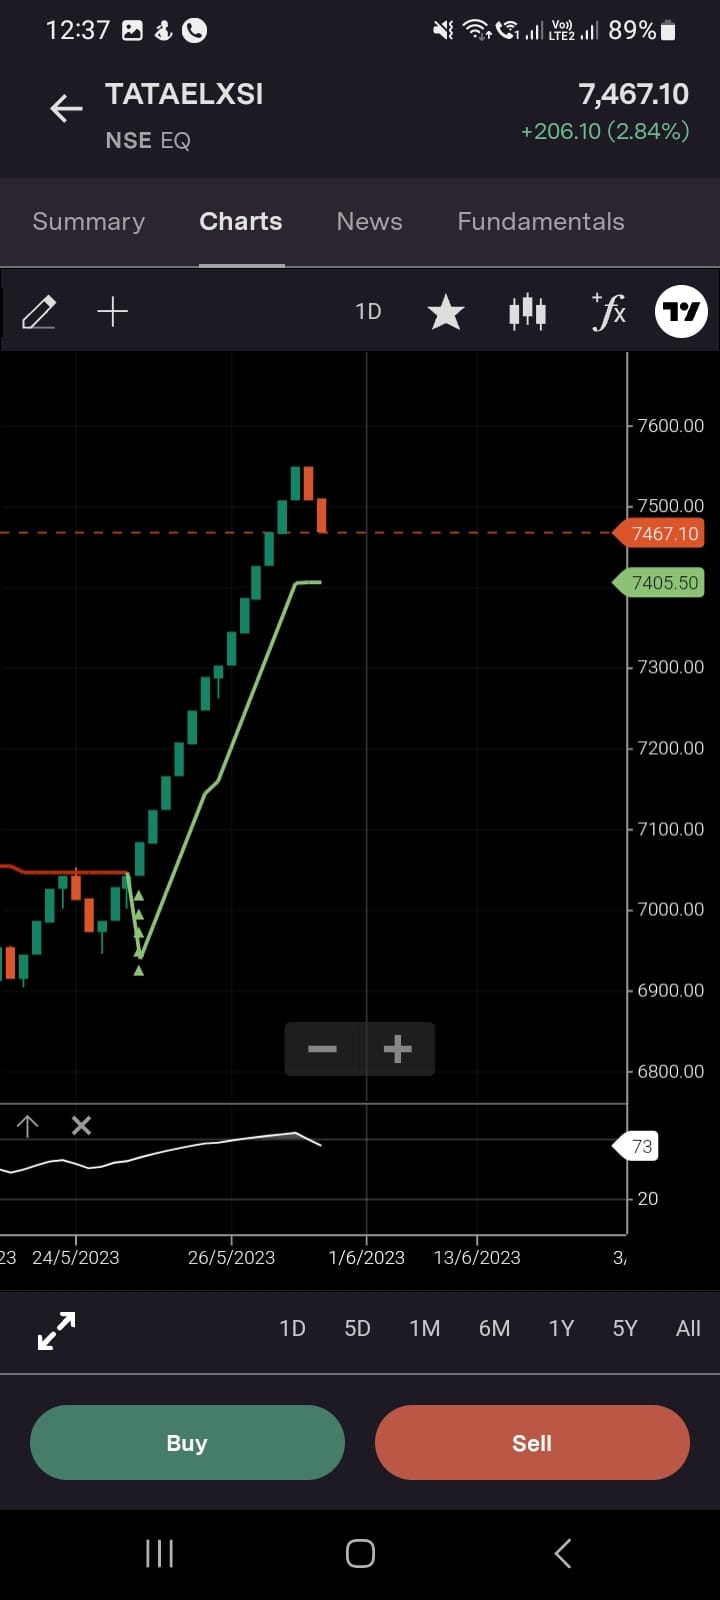 12:37 Vo)) LTE2 89%
TATAELXSI 7,467.10
NSE EQ +206.10 (2.84%)
Summary Charts News Fundamentals
1D
7600.00
7500.00
7467.10
7405.50
7300.00
7200.00
7100.00
7000.00
6900.00
6800.00
73
20
23 24/5/2023 26/5/2023 1/6/2023 13/6/2023 3/
1D 5D 1M 6M 1Y 5Y All
Buy Sell